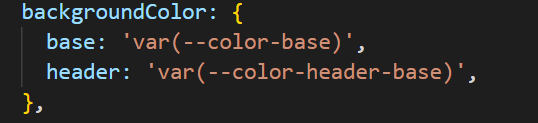 backgroundColor: {
base: 'var(--color-base)',
header: 'var(--color-header-base)',
},